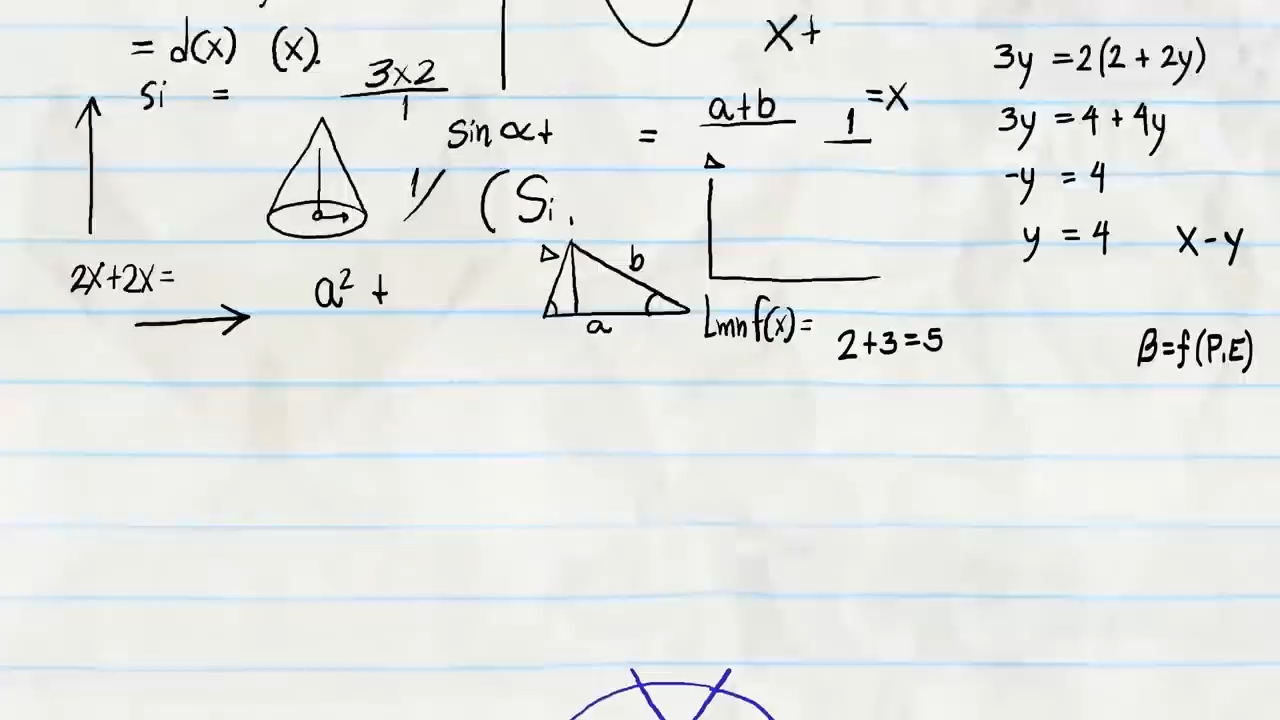 = d(x) (x).
X+
3y = 2(2 + 2y)
Si = 3x2
1
a+b
1 =X
3y = 4 + 4y
Sin α+ =
-y = 4
1/ (Si.
y = 4 X-y
2X+2X=
a² +
b
a
Lmnf(x)=
2+3=5
β=f(P,E)